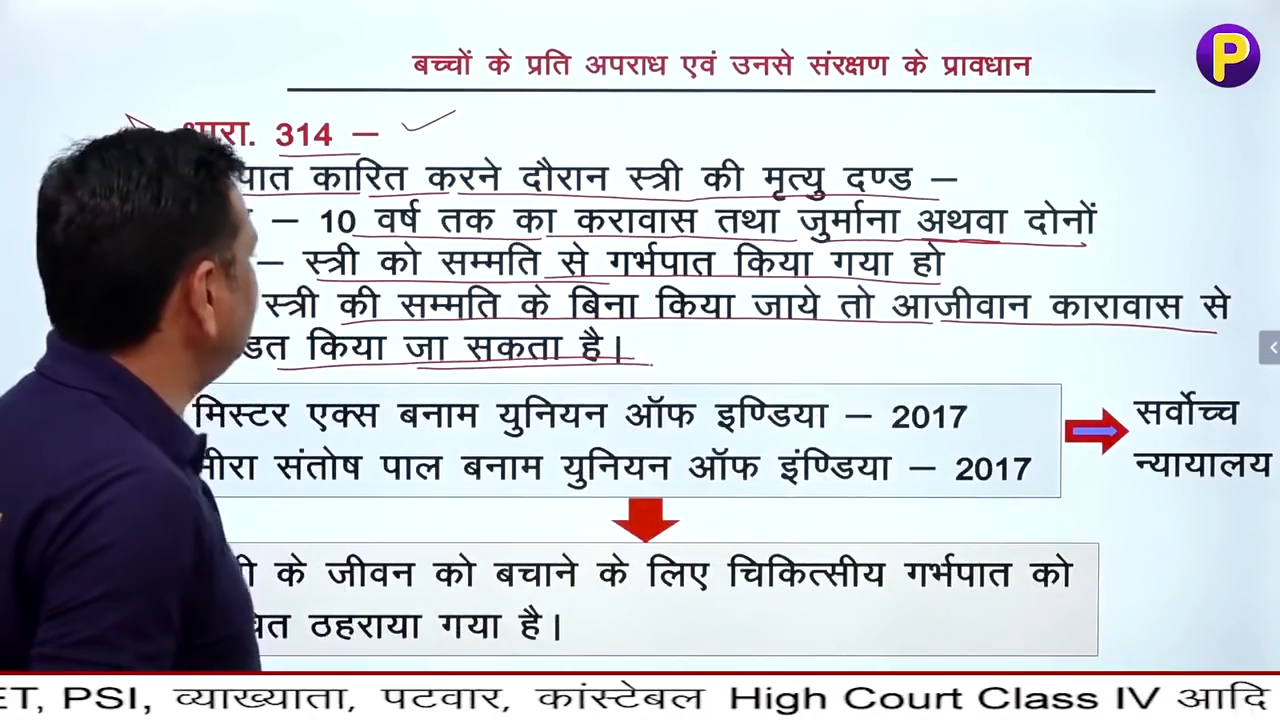 P
बच्चों के प्रति अपराध एवं उनसे संरक्षण के प्रावधान
314 –
कारित करने दौरान स्त्री की मृत्यु दण्ड –
– 10 वर्ष तक का करावास तथा जुर्माना अथवा दोनों
– स्त्री को सम्मति से गर्भपात किया गया हो
स्त्री की सम्मति के बिना किया जाये तो आजीवान कारावास से
किया जा सकता है।
मिस्टर एक्स बनाम युनियन ऑफ इण्डिया – 2017
संतोष पाल बनाम युनियन ऑफ इंण्डिया – 2017
सर्वोच्च
न्यायालय
के जीवन को बचाने के लिए चिकित्सीय गर्भपात को
ठहराया गया है।
PSI, व्याख्याता, पटवार, कांस्टेबल High Court Class IV आदि